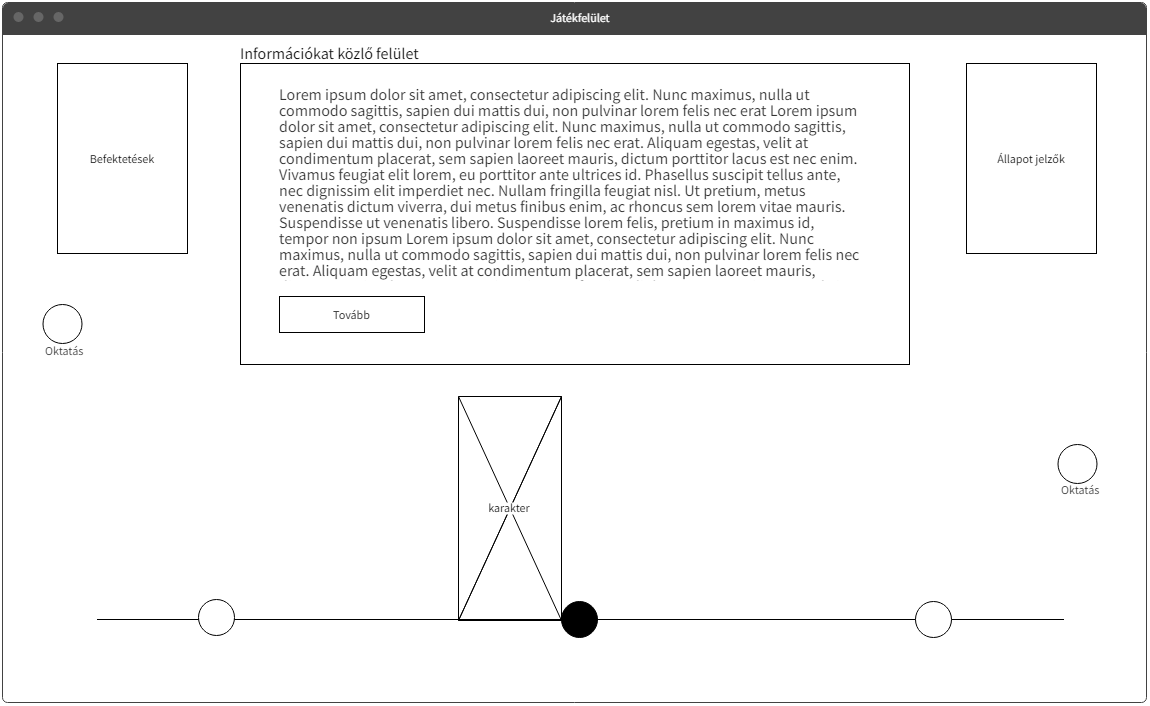 Játékfelület
Információkat közlő felület
Befektetések
Lorem ipsum dolor sit amet, consectetur adipiscing elit. Nunc maximus, nulla ut
commodo sagittis, sapien dui mattis dui, non pulvinar lorem felis nec erat Lorem ipsum
dolor sit amet, consectetur adipiscing elit. Nunc maximus, nulla ut commodo sagittis,
sapien dui mattis dui, non pulvinar lorem felis nec erat. Aliquam egestas, velit at
condimentum placerat, sem sapien laoreet mauris, dictum porttitor lacus est nec enim.
Vivamus feugiat elit lorem, eu porttitor ante ultrices id. Phasellus suscipit tellus ante,
nec dignissim elit imperdiet nec. Nullam fringilla feugiat nisl. Ut pretium, metus
venenatis dictum viverra, dui metus finibus enim, ac rhoncus sem lorem vitae mauris.
Suspendisse ut venenatis libero. Suspendisse lorem felis, pretium in maximus id,
tempor non ipsum Lorem ipsum dolor sit amet, consectetur adipiscing elit. Nunc
maximus, nulla ut commodo sagittis, sapien dui mattis dui, non pulvinar lorem felis nec
erat. Aliquam egestas, velit at condimentum placerat, sem sapien laoreet mauris,
Tovább
Állapot jelzők
Oktatás
karakter
Oktatás